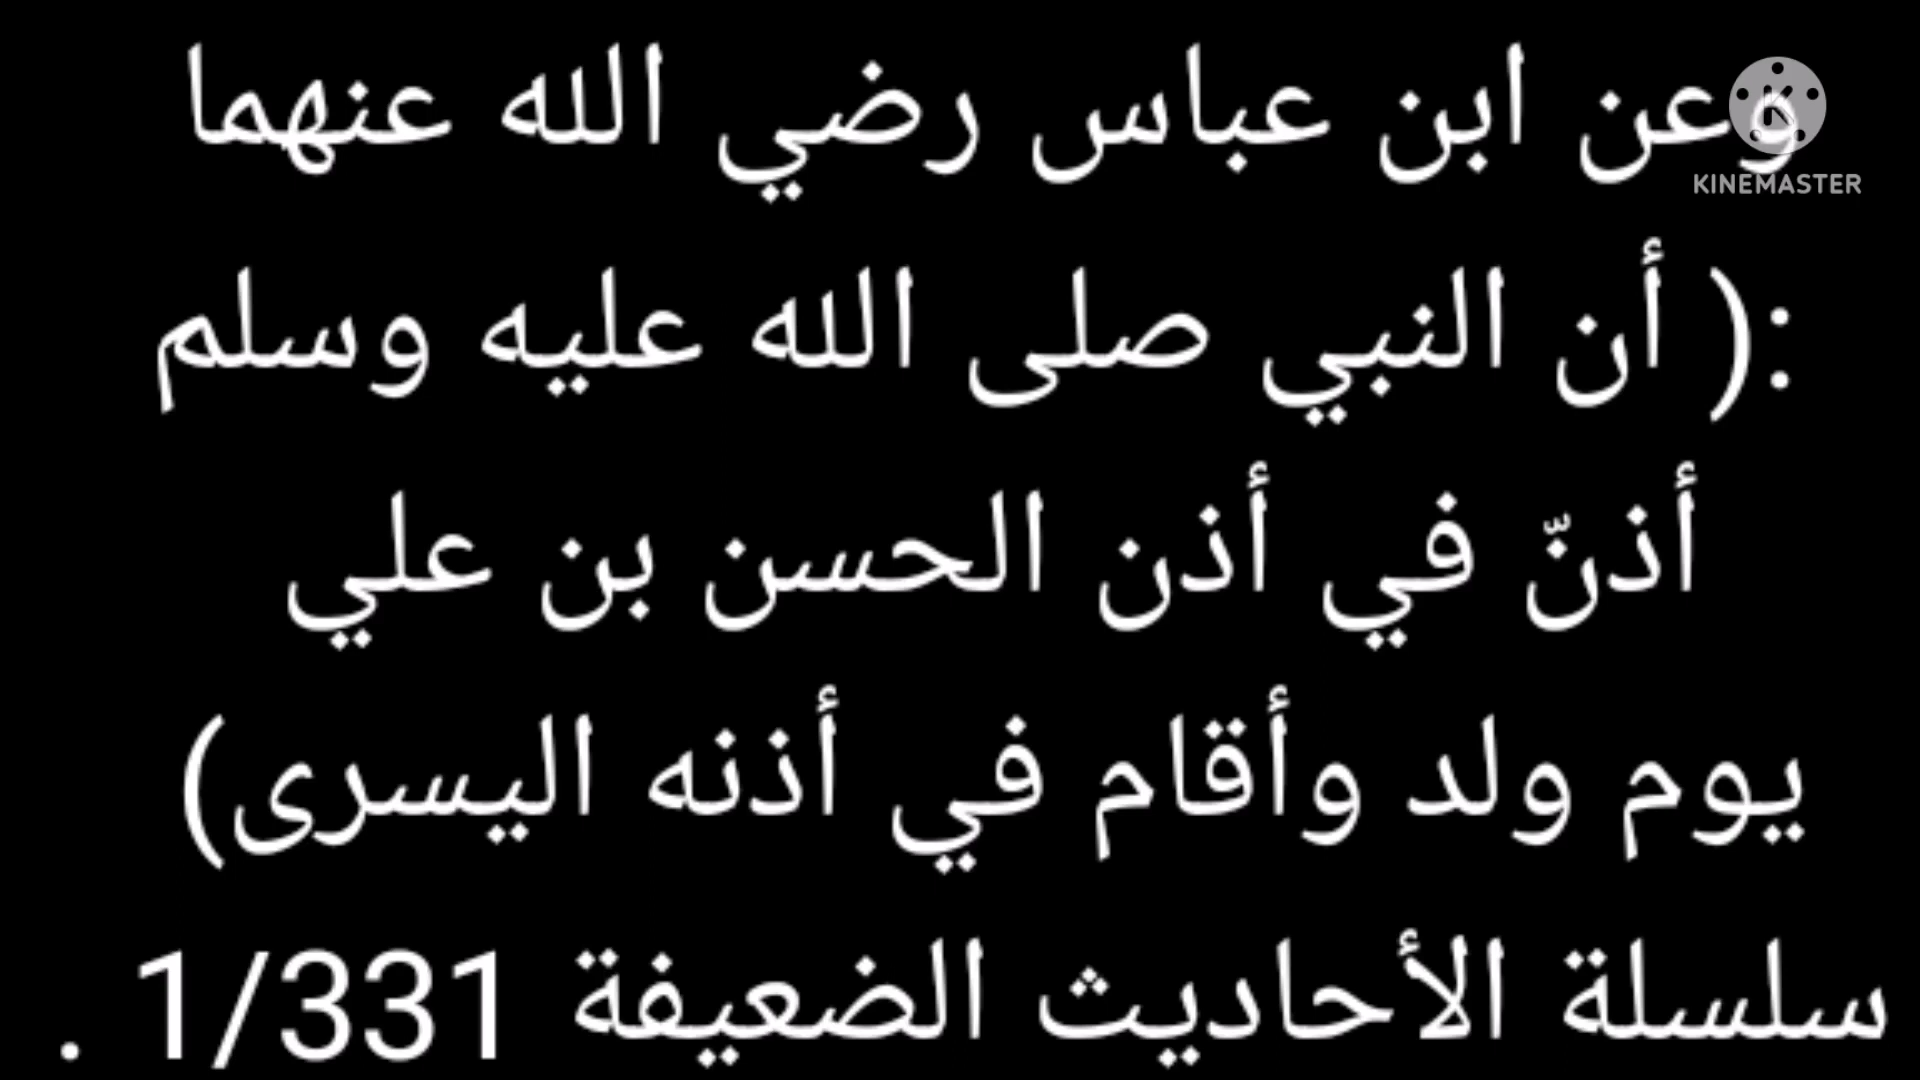 وعن ابن عباس رضي الله عنهما
KINEMASTER
:( أن النبي صلى الله عليه وسلم
أذنّ في أذن الحسن بن علي
يوم ولد وأقام في أذنه اليسرى)
سلسلة الأحاديث الضعيفة 1/331 .